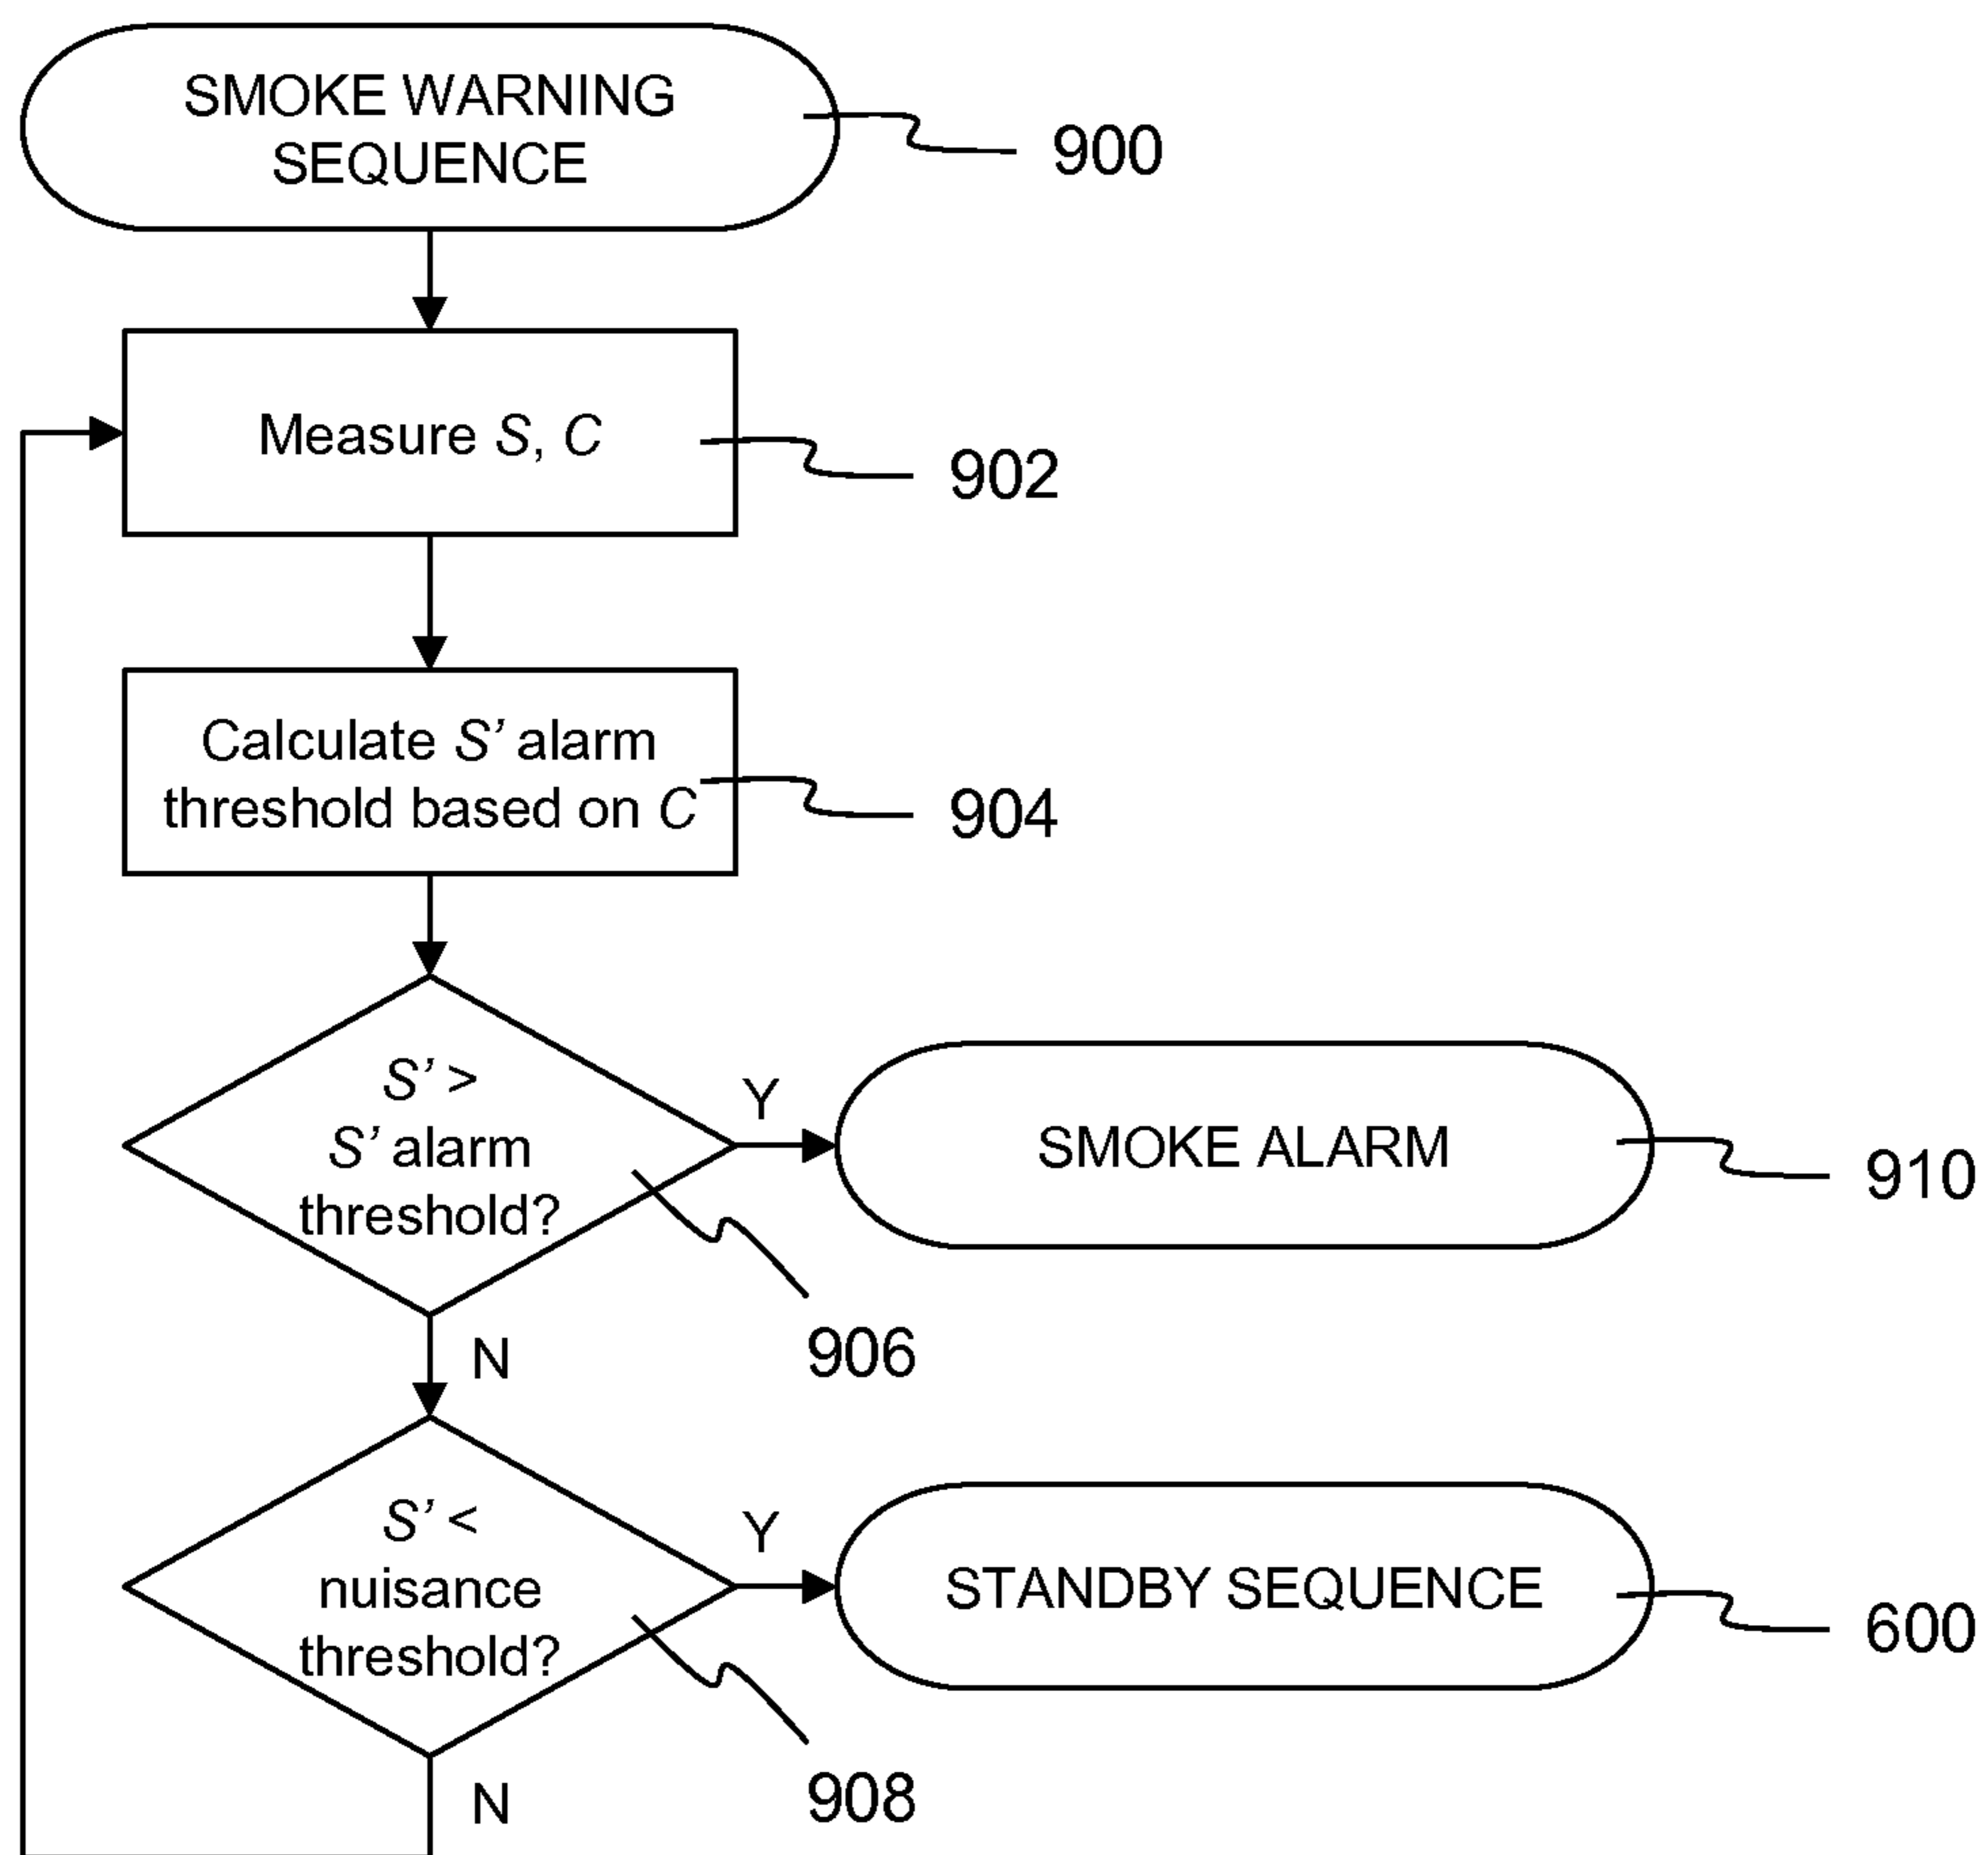 SMOKE WARNING
SEQUENCE
900
Measure S, C
902
Calculate S’ alarm
threshold based on C
904
S’ >
S’ alarm
threshold?
Y
SMOKE ALARM
910
906
N
S’ <
nuisance
threshold?
Y
STANDBY SEQUENCE
600
908
N